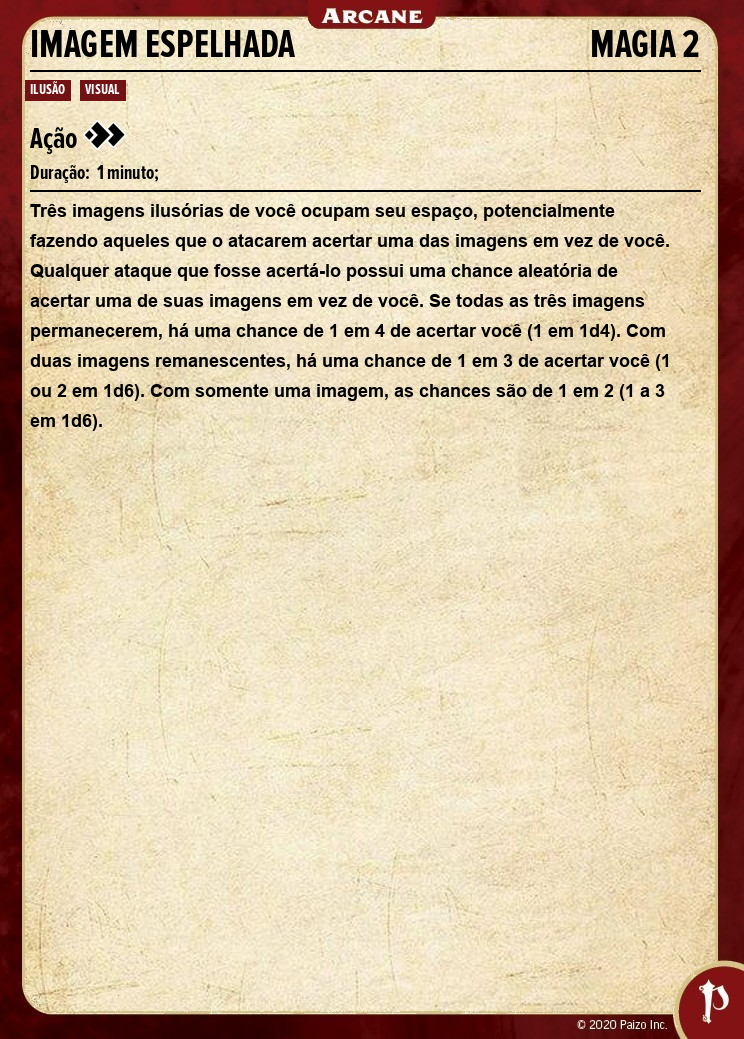 ARCANE
IMAGEM ESPELHADA MAGIA 2
ILUSÃO VISUAL
Ação
Duração: 1 minuto;
Três imagens ilusórias de você ocupam seu espaço, potencialmente
fazendo aqueles que o atacarem acertar uma das imagens em vez de você.
Qualquer ataque que fosse acertá-lo possui uma chance aleatória de
acertar uma de suas imagens em vez de você. Se todas as três imagens
permanecerem, há uma chance de 1 em 4 de acertar você (1 em 1d4). Com
duas imagens remanescentes, há uma chance de 1 em 3 de acertar você (1
ou 2 em 1d6). Com somente uma imagem, as chances são de 1 em 2 (1 a 3
em 1d6).
© 2020 Paizo Inc.
P